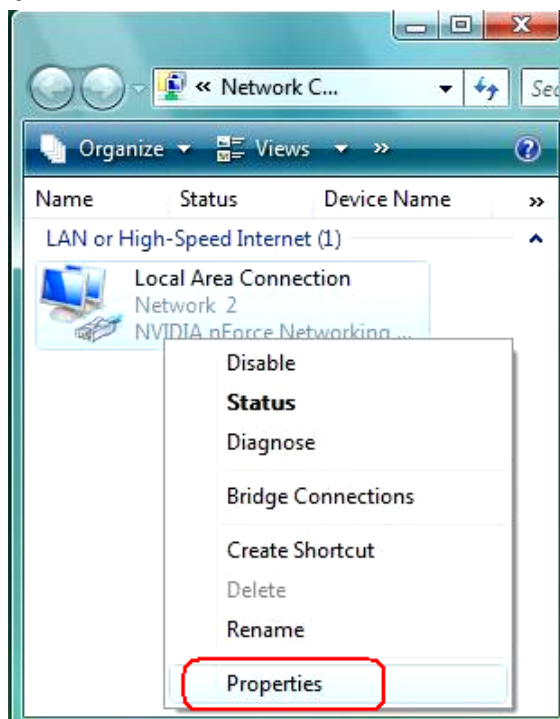 « Network C...
Sec
Organize Views »
Name Status Device Name »
LAN or High-Speed Internet (1)
Local Area Connection
Network 2
NVIDIA nForce Networking ...
Disable
Status
Diagnose
Bridge Connections
Create Shortcut
Delete
Rename
Properties